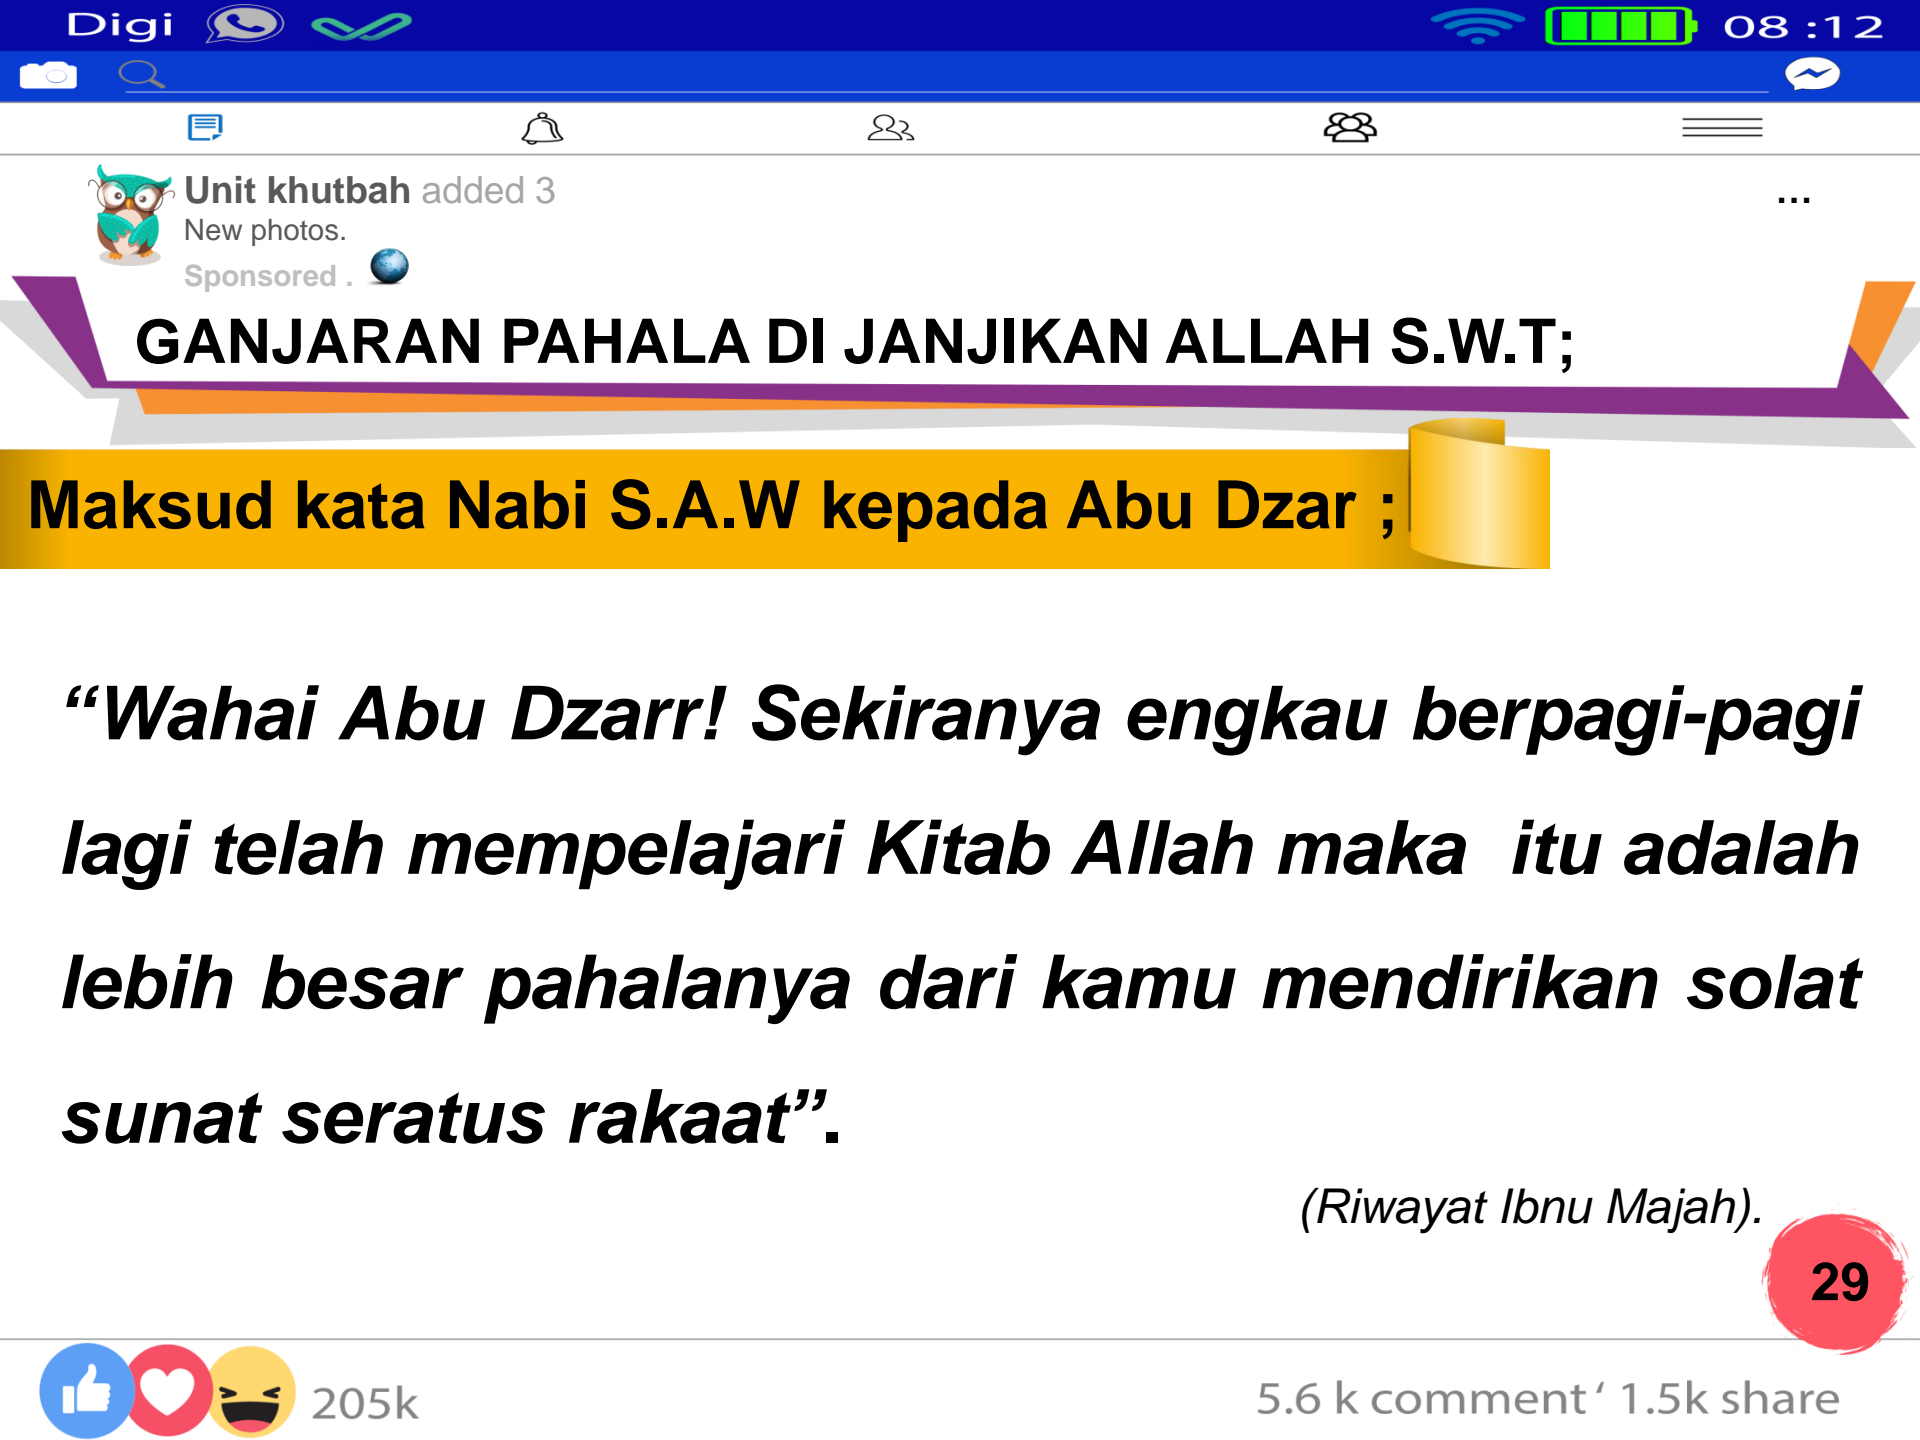 Digi
08 :12
Unit khutbah added 3
...
New photos.
Sponsored .
GANJARAN PAHALA DI JANJIKAN ALLAH S.W.T;
Maksud kata Nabi S.A.W kepada Abu Dzar ;
“Wahai Abu Dzarr! Sekiranya engkau berpagi-pagi
lagi telah mempelajari Kitab Allah maka  itu adalah
lebih besar pahalanya dari kamu mendirikan solat
sunat seratus rakaat”.
(Riwayat Ibnu Majah).
29
205k
5.6 k comment ‘ 1.5k share